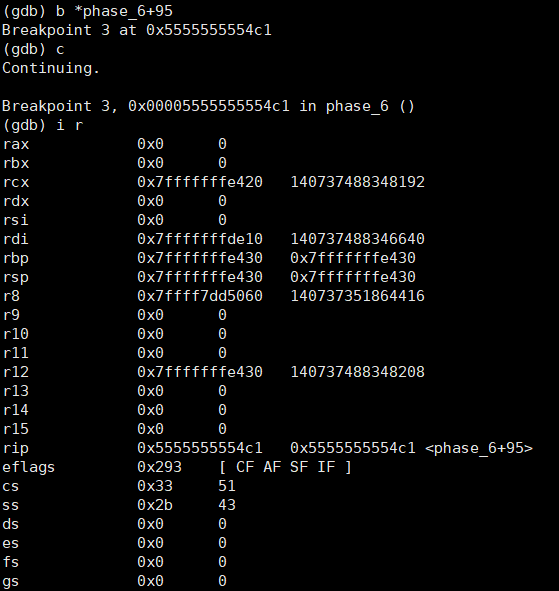 (gdb) b *phase_6+95
Breakpoint 3 at 0x5555555554c1
(gdb) c
Continuing.
Breakpoint 3, 0x00005555555554c1 in phase_6 ()
(gdb) i r
rax 0x0 0
rbx 0x0 0
rcx 0x7fffffffe420 140737488348192
rdx 0x0 0
rsi 0x0 0
rdi 0x7fffffffde10 140737488346640
rbp 0x7fffffffe430 0x7fffffffe430
rsp 0x7fffffffe430 0x7fffffffe430
r8 0x7ffff7dd5060 140737351864416
r9 0x0 0
r10 0x0 0
r11 0x0 0
r12 0x7fffffffe430 140737488348208
r13 0x0 0
r14 0x0 0
r15 0x0 0
rip 0x5555555554c1 0x5555555554c1 <phase_6+95>
eflags 0x293 [ CF AF SF IF ]
cs 0x33 51
ss 0x2b 43
ds 0x0 0
es 0x0 0
fs 0x0 0
gs 0x0 0